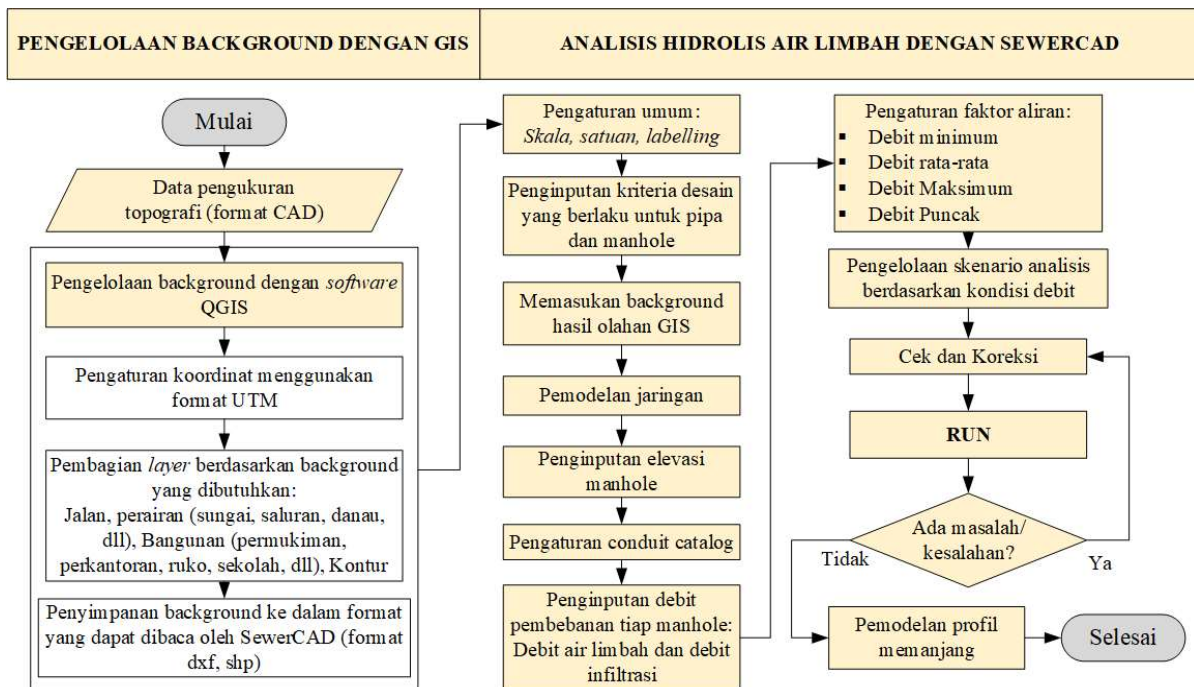 PENGELOLAAN BACKGROUND DENGAN GIS
ANALISIS HIDROLIS AIR LIMBAH DENGAN SEWERCAD
Mulai
Data pengukuran
topografi (format CAD)
Pengelolaan background dengan software
QGIS
Pengaturan koordinat menggunakan
format UTM
Pembagian layer berdasarkan background
yang dibutuhkan:
Jalan, perairan (sungai, saluran, danau,
dll), Bangunan (permukiman,
perkantoran, ruko, sekolah, dll), Kontur
Penyimpanan background ke dalam format
yang dapat dibaca oleh SewerCAD (format
dxf, shp)
Pengaturan umum:
Skala, satuan, labelling
Penginputan kriteria desain
yang berlaku untuk pipa
dan manhole
Memasukan background
hasil olahan GIS
Pemodelan jaringan
Penginputan elevasi
manhole
Pengaturan conduit catalog
Penginputan debit
pembebanan tiap manhole:
Debit air limbah dan debit
infiltrasi
Pengaturan faktor aliran:
▪ Debit minimum
▪ Debit rata-rata
▪ Debit Maksimum
▪ Debit Puncak
Pengelolaan skenario analisis
berdasarkan kondisi debit
Cek dan Koreksi
RUN
Ada masalah/
kesalahan?
Tidak
Ya
Pemodelan profil
memanjang
Selesai